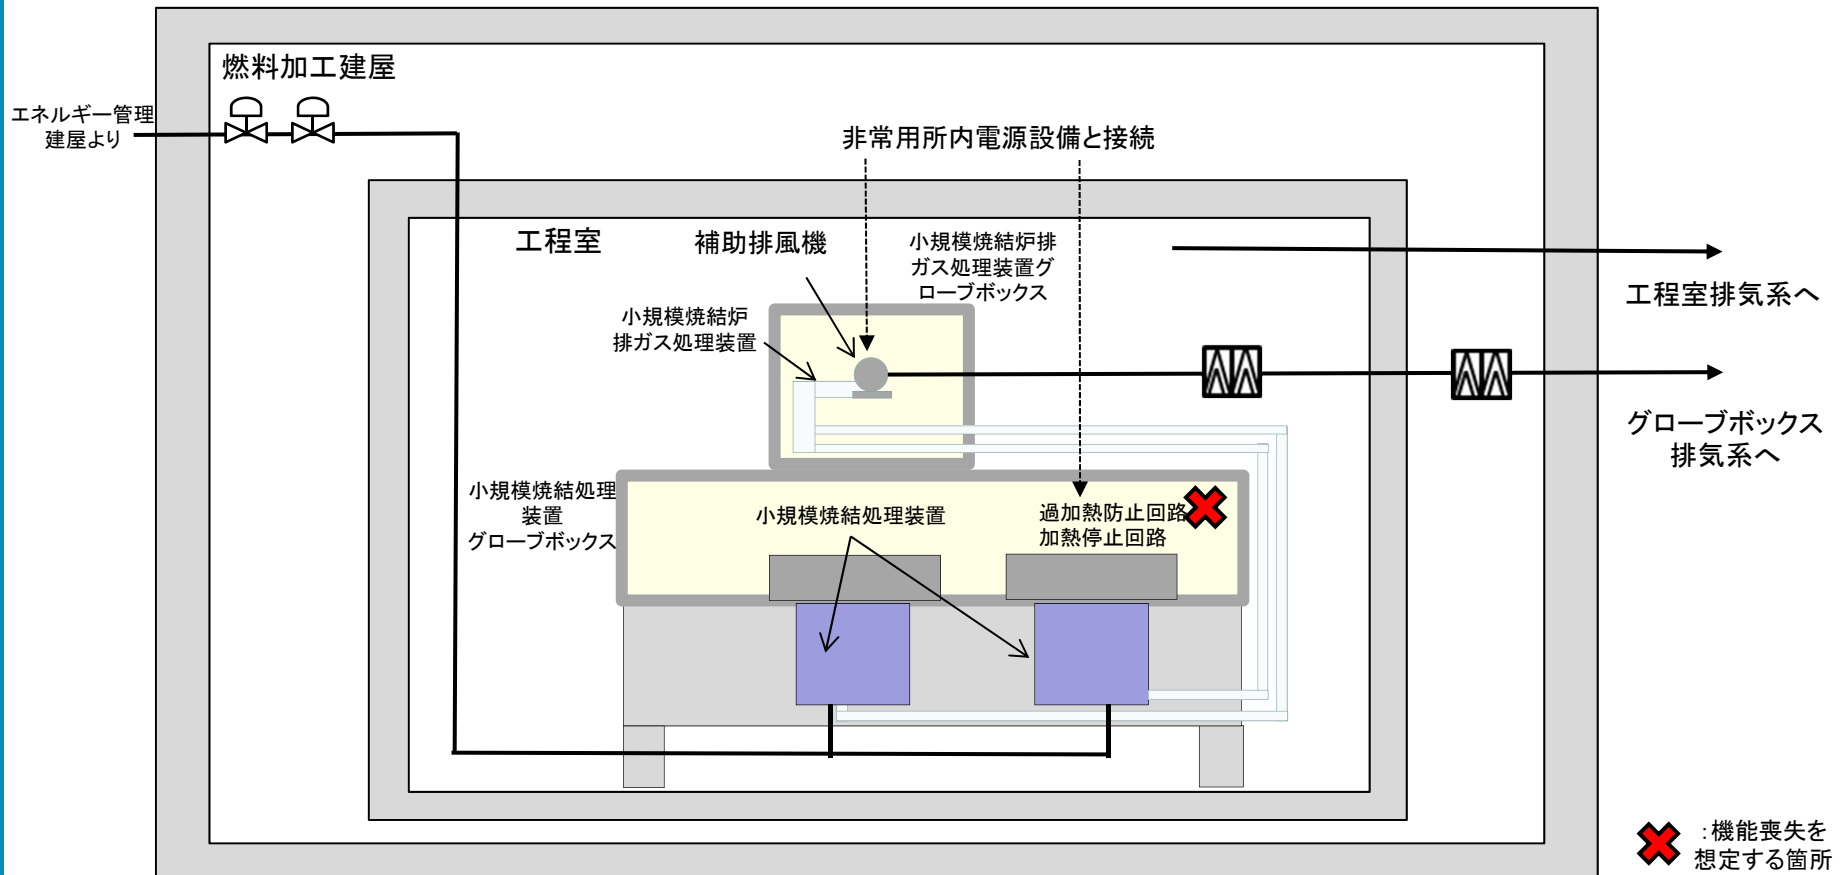 燃料加工建屋
エネルギー管理
建屋より
非常用所内電源設備と接続
工程室
補助排風機
小規模焼結炉排
ガス処理装置グ
ローブボックス
工程室排気系へ
小規模焼結炉
排ガス処理装置
グローブボックス
排気系へ
小規模焼結処理
装置
グローブボックス
小規模焼結処理装置
過加熱防止回路
加熱停止回路
:機能喪失を
想定する箇所